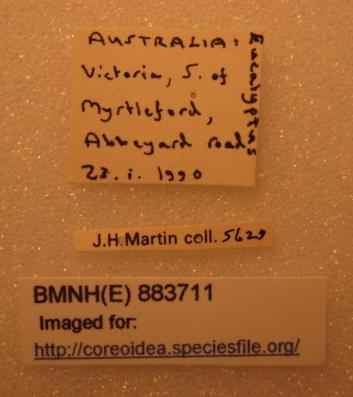 AUSTRALIA:
Victoria, S. of
Myrtleford,
Abbeyard road
28. i. 1990
Eucalyptus
J.H.Martin coll. 5629
BMNH(E) 883711
Imaged for:
http://coreoidea.speciesfile.org/